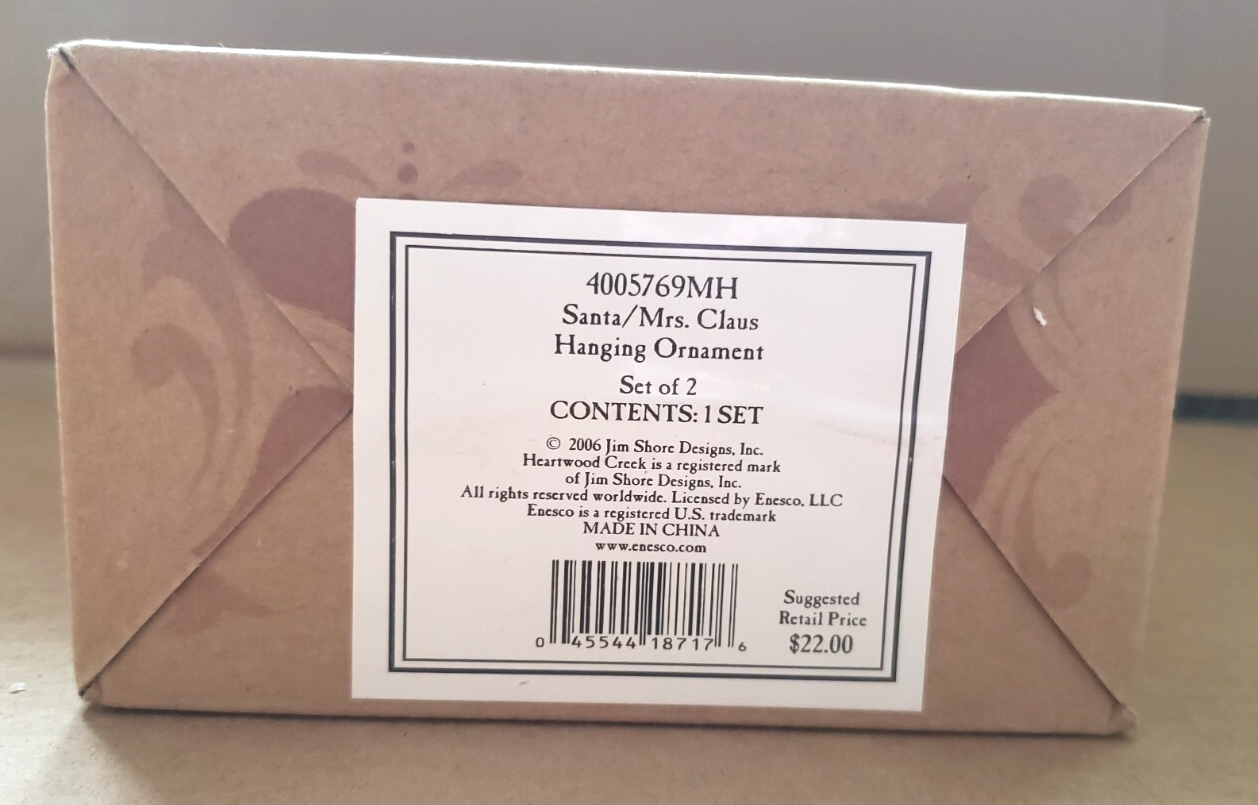 4005769MH
Santa/Mrs. Claus
Hanging Ornament
Set of 2
CONTENTS: 1 SET
© 2006 Jim Shore Designs, Inc.
Heartwood Creek is a registered mark
of Jim Shore Designs, Inc.
All rights reserved worldwide. Licensed by Enesco, LLC
Enesco is a registered U.S. trademark
MADE IN CHINA
www.enesco.com
0 45544 18717 6
Suggested
Retail Price
$22.00